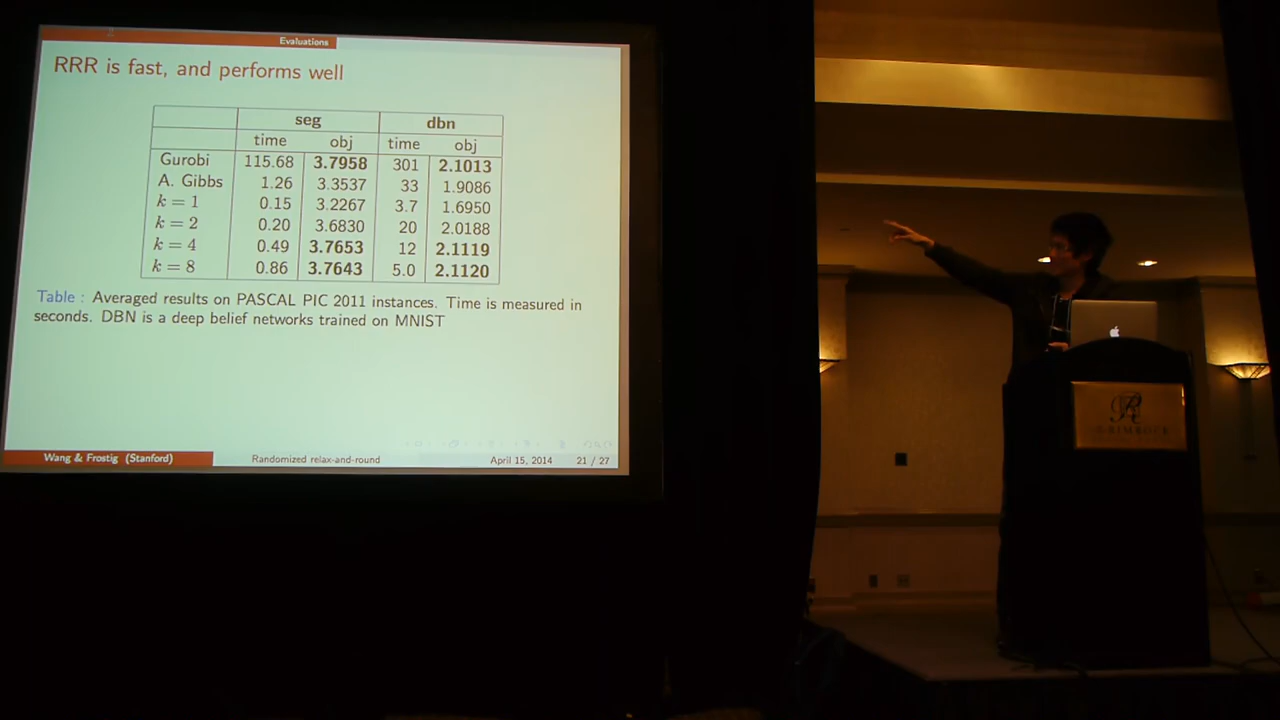 Evaluations
RRR is fast, and performs well
seg dbn
time obj time obj
Gurobi 115.68 3.7958 301 2.1013
A. Gibbs 1.26 3.3537 33 1.9086
k = 1 0.15 3.2267 3.7 1.6950
k = 2 0.20 3.6830 20 2.0188
k = 4 0.49 3.7653 12 2.1119
k = 8 0.86 3.7643 5.0 2.1120
Table : Averaged results on PASCAL PIC 2011 instances. Time is measured in
seconds. DBN is a deep belief networks trained on MNIST
Wang & Frostig (Stanford) Randomized relax-and-round April 15, 2014 21 / 27